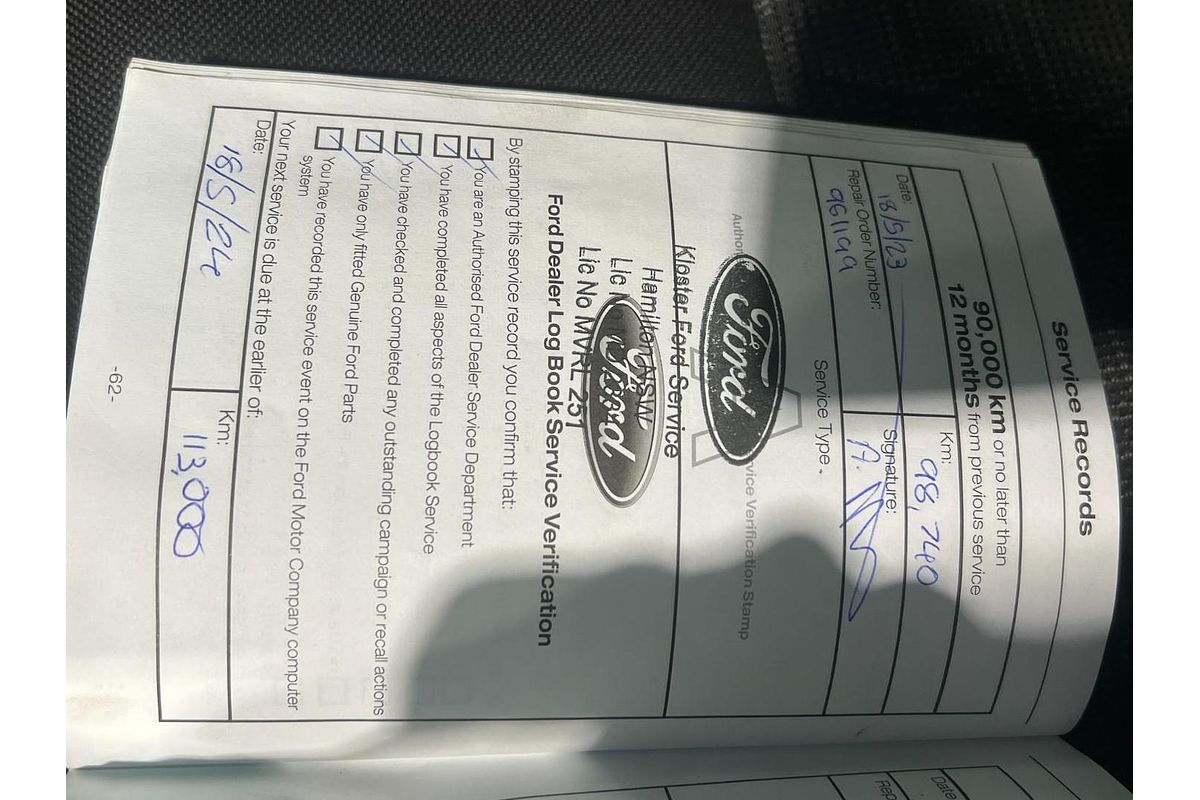 Service Records
90,000 km or no later than
12 months from previous service
Date:
18/5/23
Km:
98,740
Repair Order Number:
Signature:
A.
Service Type.
vice Verification Stamp
Ford
Kloster Ford Service
Hamilton NSW
Lic
Lic No MVRL 251
Ford
Ford Dealer Log Book Service Verification
By stamping this service record you confirm that:
You are an Authorised Ford Dealer Service Department
You have completed all aspects of the Logbook Service
You have checked and completed any outstanding campaign or recall actions
You have only fitted Genuine Ford Parts
You have recorded this service event on the Ford Motor Company computer
system
Your next service is due at the earlier of:
Date:
18/5/24
Km:
113,000
-62-
Date
Rep